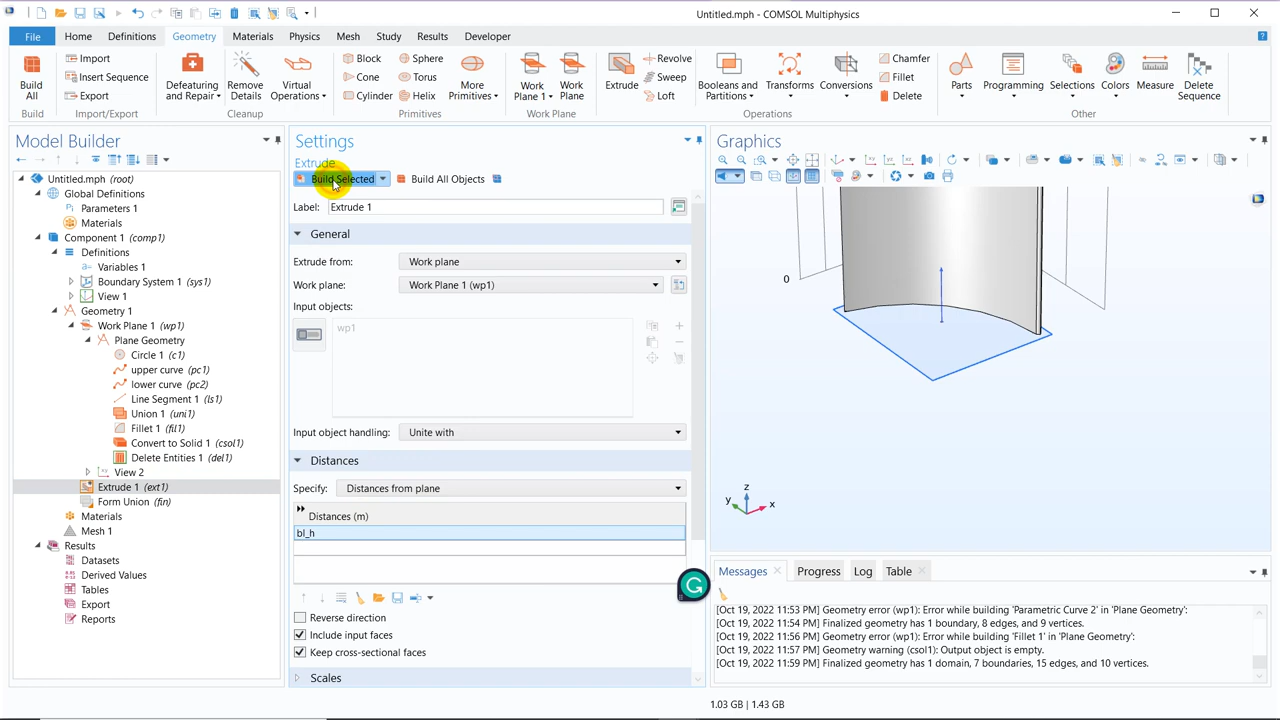 Untitled.mph - COMSOL Multiphysics
File Home Definitions Geometry Materials Physics Mesh Study Results Developer
Build All
Build
Import
Insert Sequence
Export
Import/Export
Defeaturing and Repair
Remove Details
Virtual Operations
Cleanup
Block
Cone
Cylinder
Sphere
Torus
Helix
More Primitives
Primitives
Work Plane 1
Work Plane
Work Plane
Extrude
Revolve
Sweep
Loft
Booleans and Partitions
Transforms
Conversions
Chamfer
Fillet
Delete
Operations
Parts
Programming
Selections
Colors
Measure
Delete Sequence
Other
Model Builder
Untitled.mph (root)
Global Definitions
Parameters 1
Materials
Component 1 (comp1)
Definitions
Variables 1
Boundary System 1 (sys1)
View 1
Geometry 1
Work Plane 1 (wp1)
Plane Geometry
Circle 1 (c1)
upper curve (pc1)
lower curve (pc2)
Line Segment 1 (ls1)
Union 1 (uni1)
Fillet 1 (fil1)
Convert to Solid 1 (csol1)
Delete Entities 1 (del1)
View 2
Extrude 1 (ext1)
Form Union (fin)
Materials
Mesh 1
Results
Datasets
Derived Values
Tables
Export
Reports
Settings
Extrude
Build Selected Build All Objects
Label: Extrude 1
General
Extrude from: Work plane
Work plane: Work Plane 1 (wp1)
Input objects:
wp1
Input object handling: Unite with
Distances
Specify: Distances from plane
Distances (m)
bl_h
Reverse direction
Include input faces
Keep cross-sectional faces
Scales
Graphics
0
z
y
x
Messages Progress Log Table
[Oct 19, 2022 11:53 PM] Geometry error (wp1): Error while building 'Parametric Curve 2' in 'Plane Geometry':
[Oct 19, 2022 11:54 PM] Finalized geometry has 1 boundary, 8 edges, and 9 vertices.
[Oct 19, 2022 11:56 PM] Geometry error (wp1): Error while building 'Fillet 1' in 'Plane Geometry':
[Oct 19, 2022 11:57 PM] Geometry warning (csol1): Output object is empty.
[Oct 19, 2022 11:59 PM] Finalized geometry has 1 domain, 7 boundaries, 15 edges, and 10 vertices.
1.03 GB | 1.43 GB